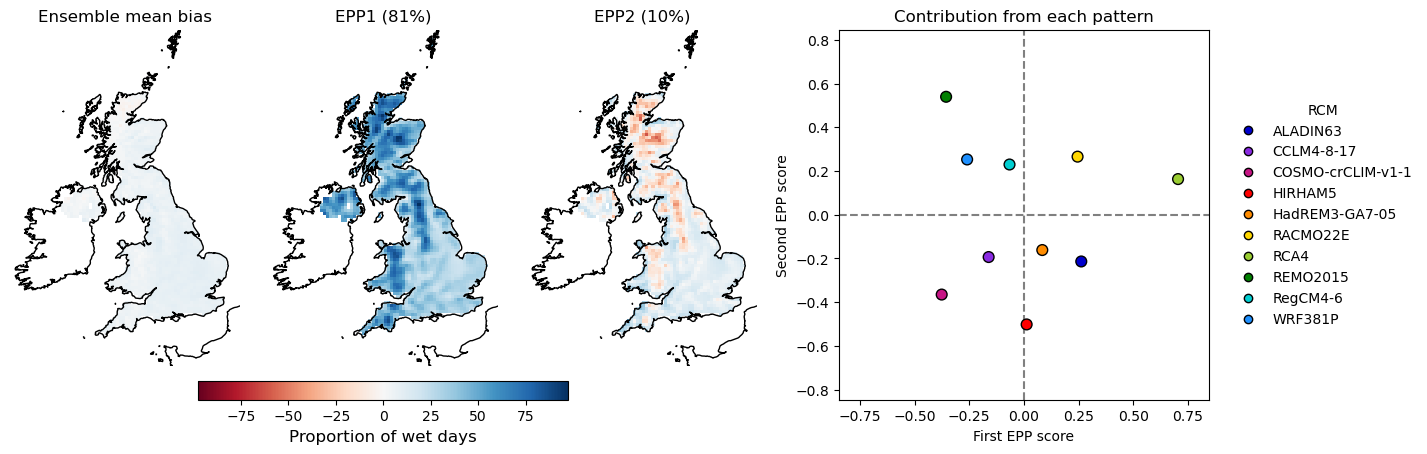 Ensemble mean bias
EPP1 (81%)
EPP2 (10%)
−75
−50
−25
0
25
50
75
Proportion of wet days
Contribution from each pattern
0.8
0.6
0.4
0.2
0.0
−0.2
−0.4
−0.6
−0.8
Second EPP score
−0.75
−0.50
−0.25
0.00
0.25
0.50
0.75
First EPP score
RCM
ALADIN63
CCLM4-8-17
COSMO-crCLIM-v1-1
HIRHAM5
HadREM3-GA7-05
RACMO22E
RCA4
REMO2015
RegCM4-6
WRF381P